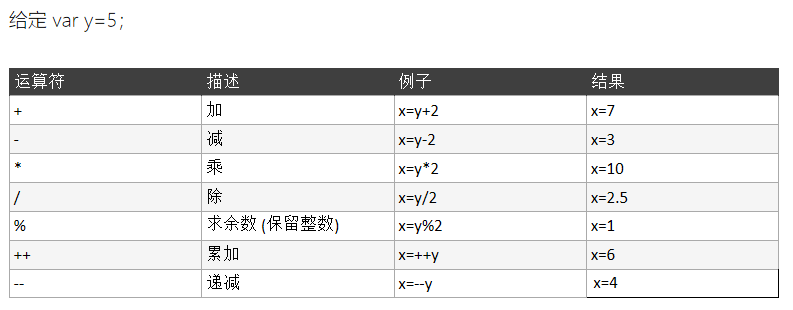 给定 var y=5;
运算符 描述 例子 结果
+ 加 x=y+2 x=7
- 减 x=y-2 x=3
* 乘 x=y*2 x=10
/ 除 x=y/2 x=2.5
% 求余数 (保留整数) x=y%2 x=1
++ 累加 x=++y x=6
-- 递减 x=--y x=4